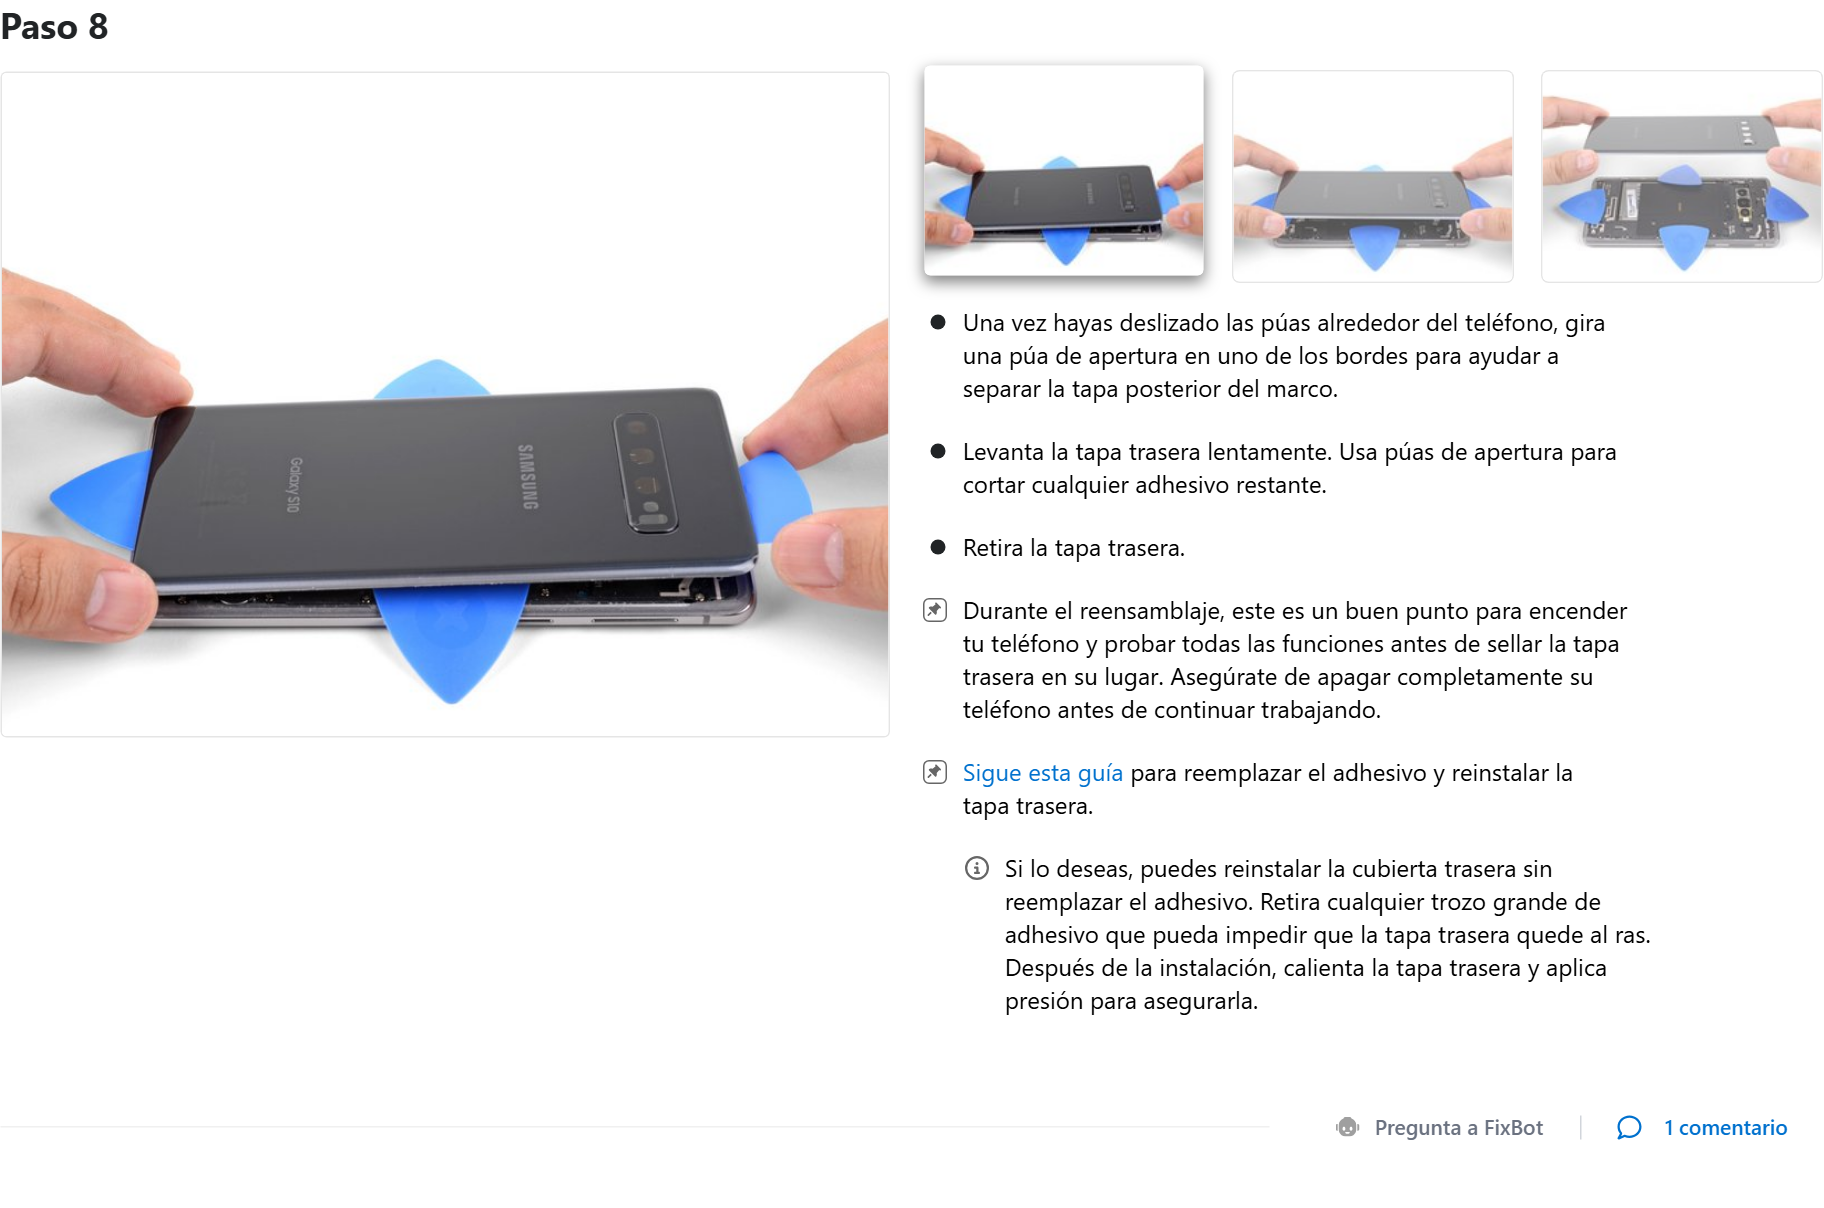 Paso 8
SAMSUNG
Galaxy S10
Una vez hayas deslizado las púas alrededor del teléfono, gira
una púa de apertura en uno de los bordes para ayudar a
separar la tapa posterior del marco.
Levanta la tapa trasera lentamente. Usa púas de apertura para
cortar cualquier adhesivo restante.
Retira la tapa trasera.
Durante el reensamblaje, este es un buen punto para encender
tu teléfono y probar todas las funciones antes de sellar la tapa
trasera en su lugar. Asegúrate de apagar completamente su
teléfono antes de continuar trabajando.
Sigue esta guía para reemplazar el adhesivo y reinstalar la
tapa trasera.
Si lo deseas, puedes reinstalar la cubierta trasera sin
reemplazar el adhesivo. Retira cualquier trozo grande de
adhesivo que pueda impedir que la tapa trasera quede al ras.
Después de la instalación, calienta la tapa trasera y aplica
presión para asegurarla.
Pregunta a FixBot
1 comentario